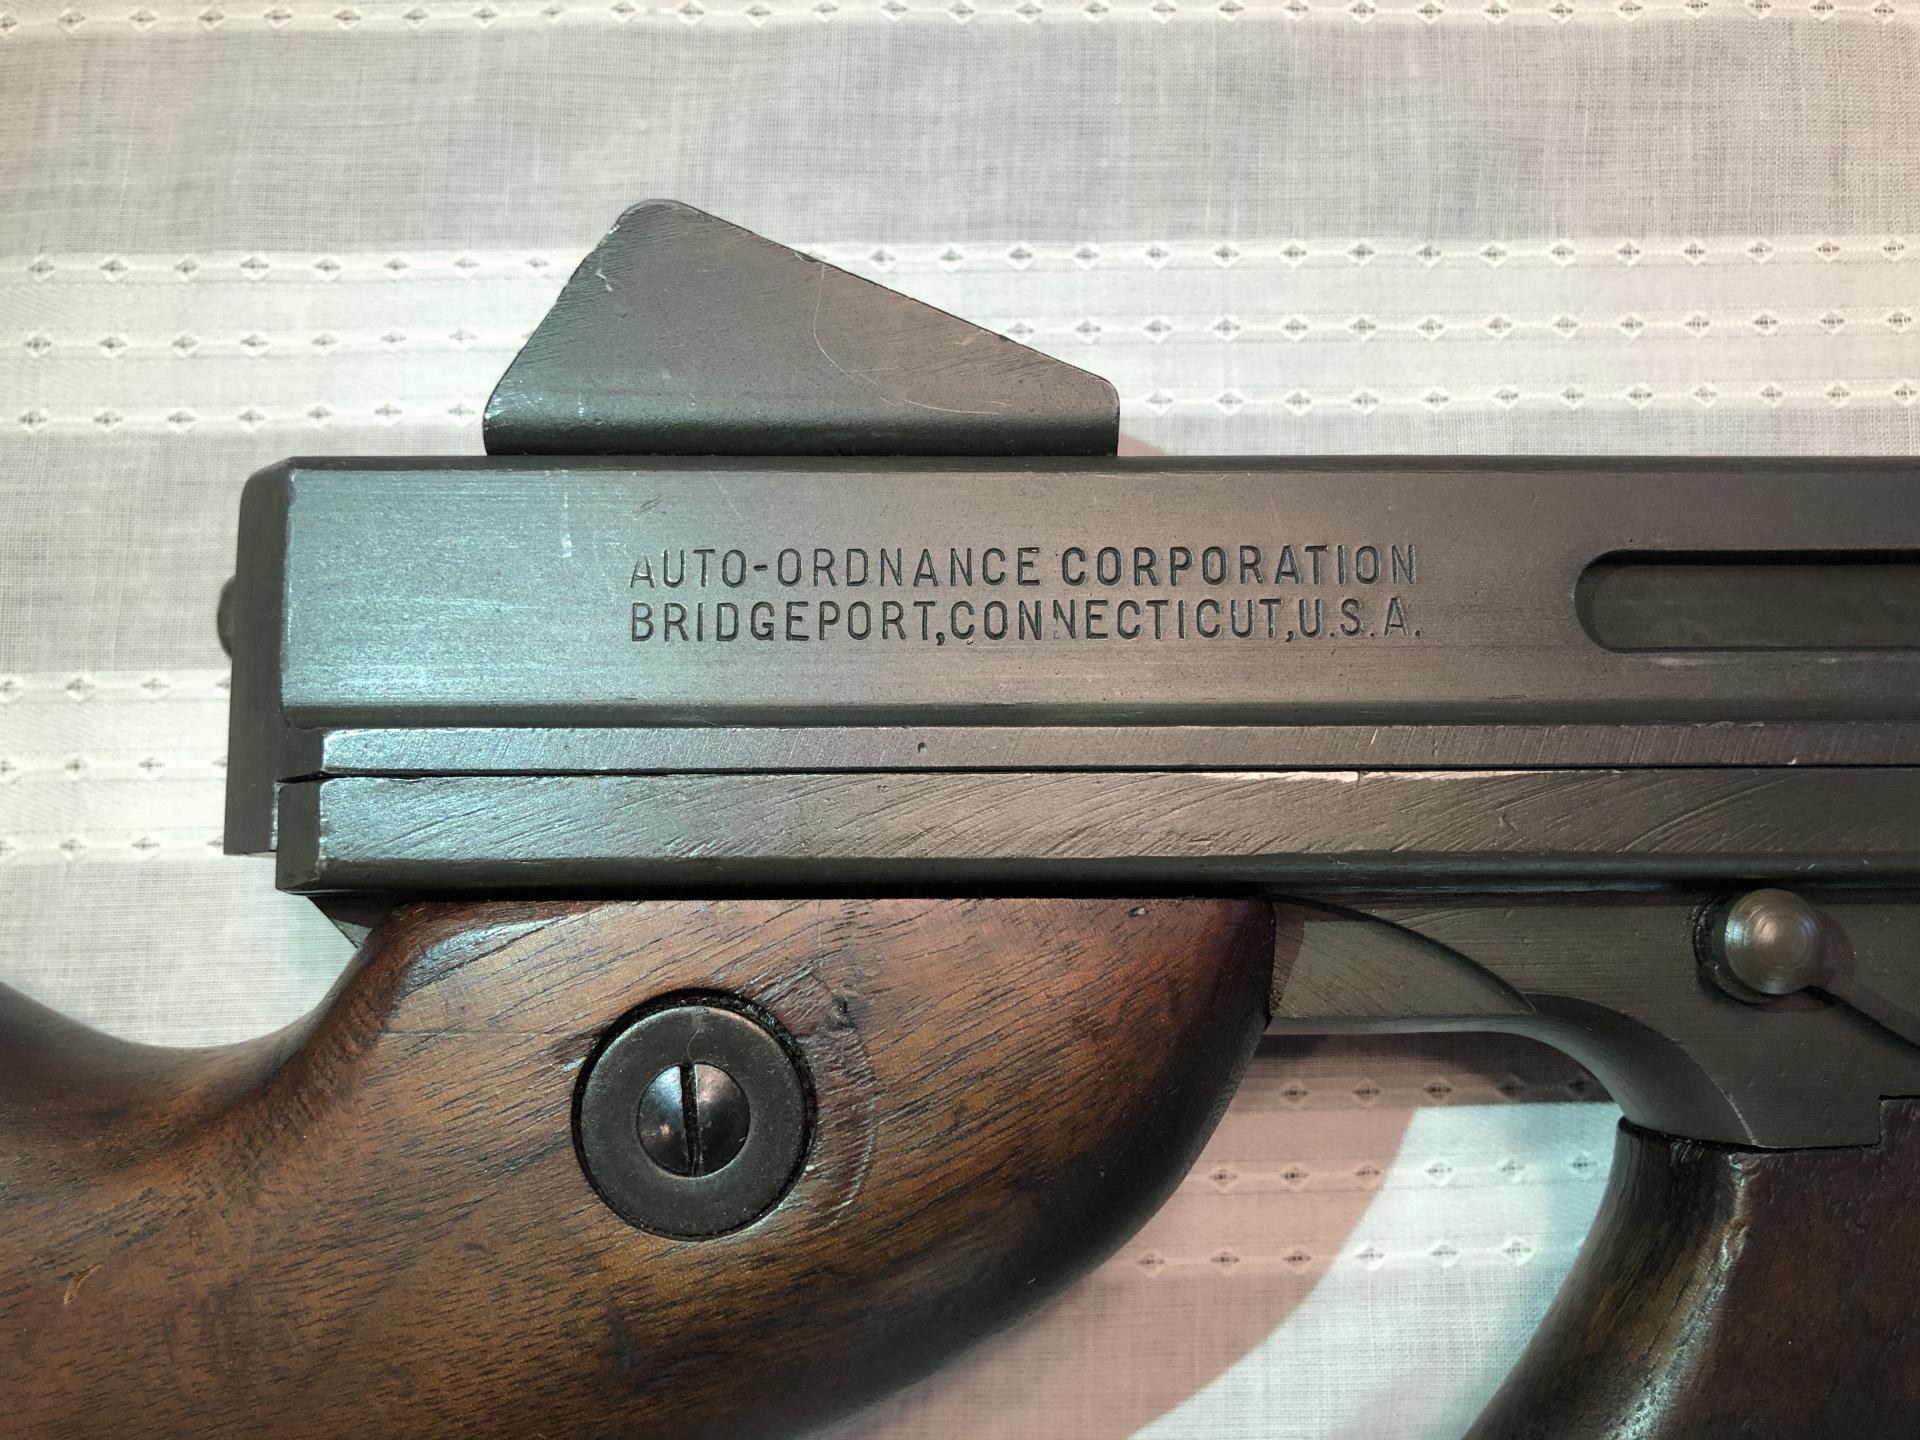 AUTO-ORDNANCE CORPORATION
BRIDGEPORT,CONNECTICUT,U.S.A.